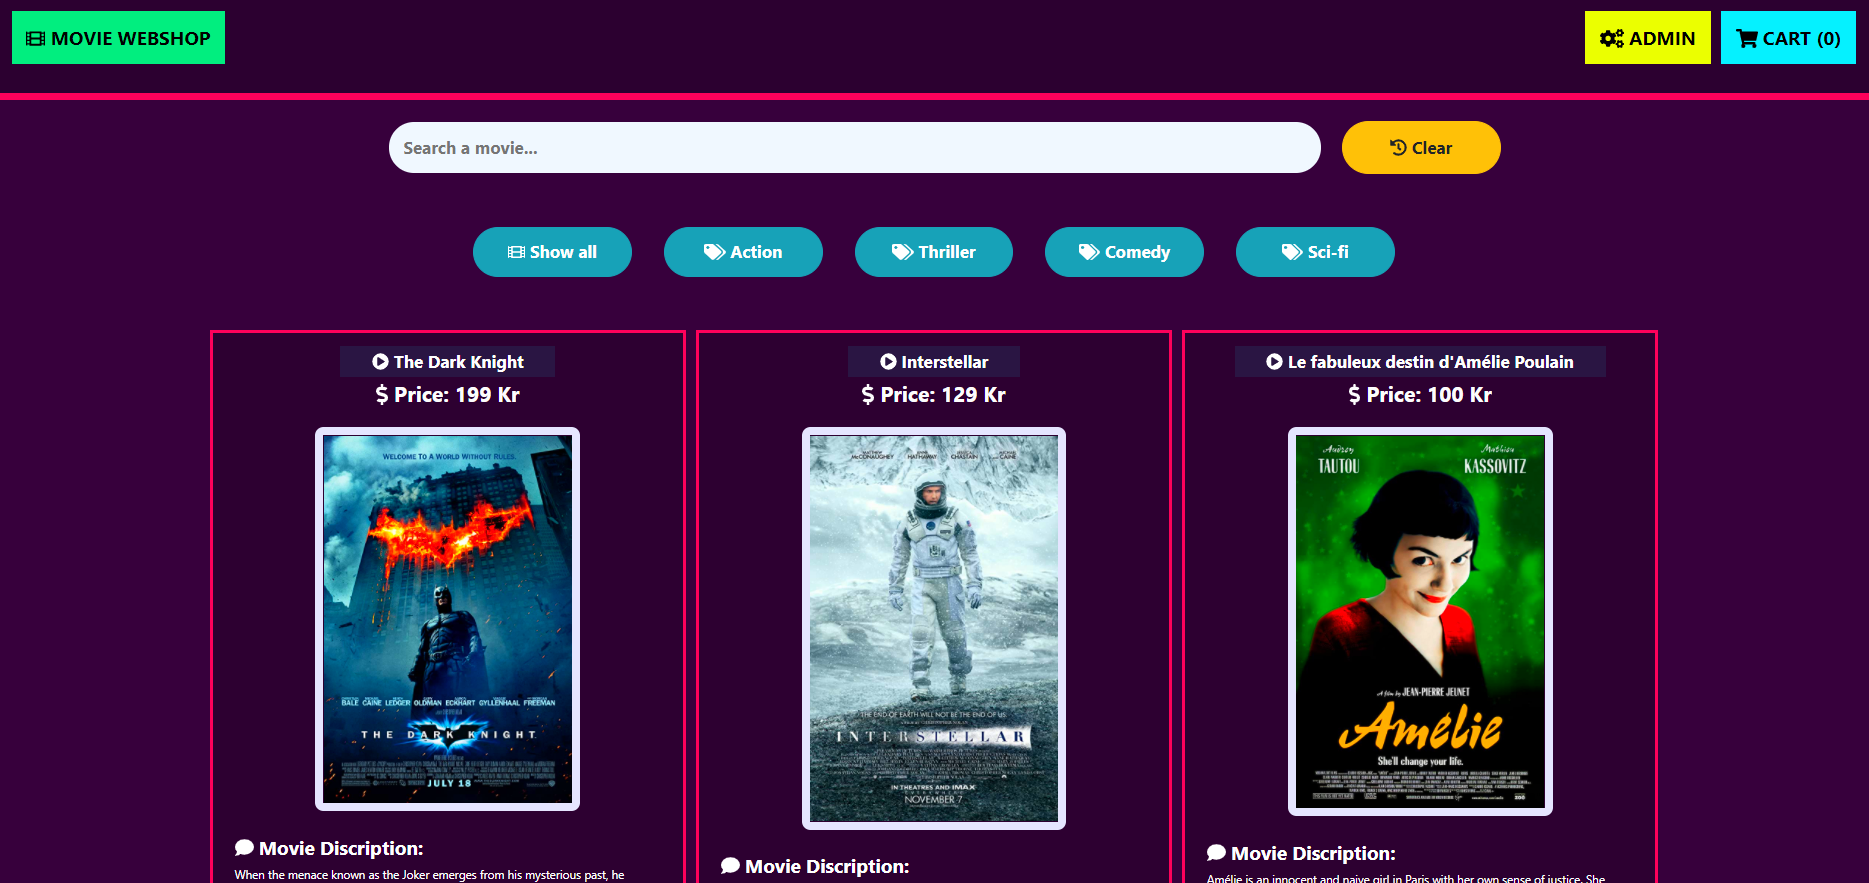 MOVIE WEBSHOP
ADMIN
CART (0)
Search a movie...
Clear
Show all
Action
Thriller
Comedy
Sci-fi
The Dark Knight
$ Price: 199 Kr
WELCOME TO A WORLD WITHOUT RULES.
BALE CAINE LEDGER OLDMAN ECKHART GYLLENHAAL FREEMAN
THE DARK KNIGHT
JULY 18
Movie Discription:
When the menace known as the Joker emerges from his mysterious past, he
Interstellar
$ Price: 129 Kr
McCONAUGHEY HATHAWAY CHASTAIN CAINE
THE END OF EARTH WILL NOT BE THE END OF US
INTERSTELLAR
IN THEATRES AND IMAX
NOVEMBER 7
Movie Discription:
Le fabuleux destin d'Amélie Poulain
$ Price: 100 Kr
Audrey
TAUTOU
Mathieu
KASSOVITZ
A film by JEAN-PIERRE JEUNET
Amélie
She'll change your life.
Movie Discription:
Amélie is an innocent and naive girl in Paris with her own sense of justice. She